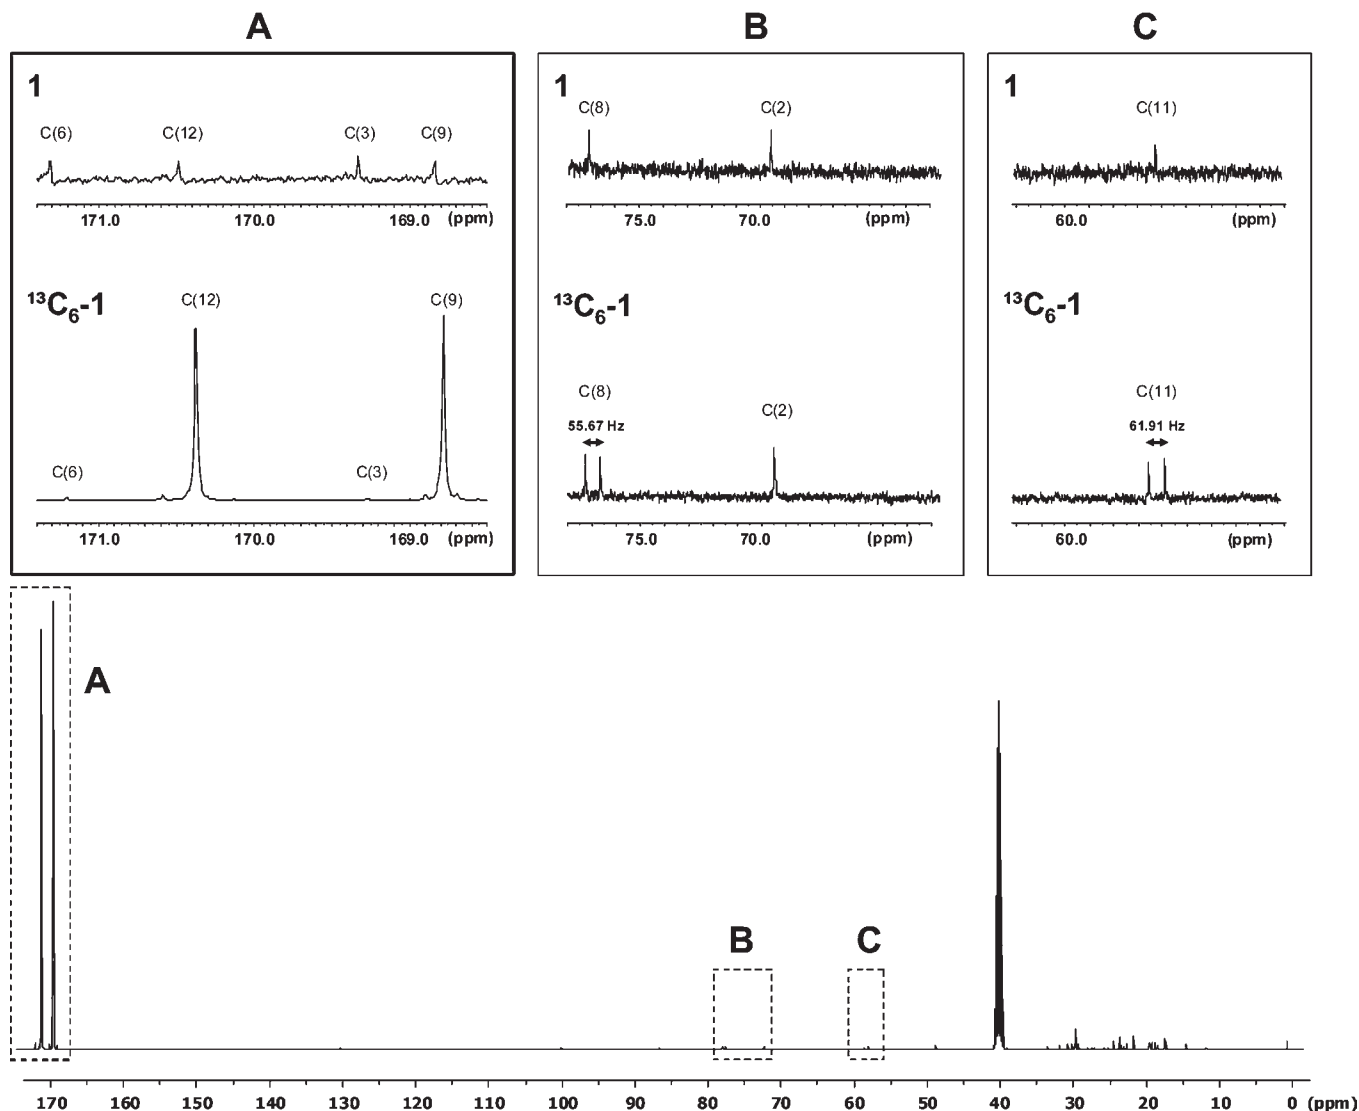 A B C
1
C(6) C(12) C(3) C(9)
171.0 170.0 169.0 (ppm)
¹³C₆-1
C(12) C(9)
C(6) C(3)
171.0 170.0 169.0 (ppm)
1
C(8) C(2)
75.0 70.0 (ppm)
¹³C₆-1
C(8) C(2)
55.67 Hz
75.0 70.0 (ppm)
1
C(11)
60.0 (ppm)
¹³C₆-1
C(11)
61.91 Hz
60.0 (ppm)
A
B C
170 160 150 140 130 120 110 100 90 80 70 60 50 40 30 20 10 0 (ppm)